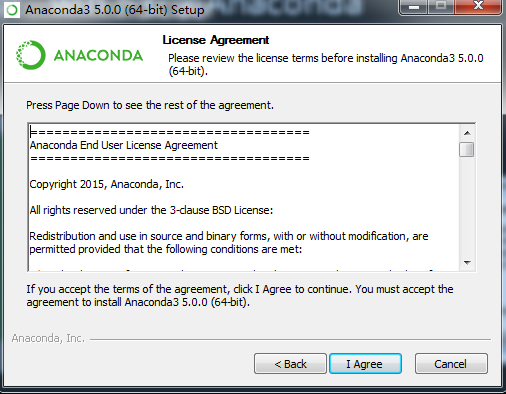 Anaconda3 5.0.0 (64-bit) Setup
ANACONDA
License Agreement
Please review the license terms before installing Anaconda3 5.0.0
(64-bit).
Press Page Down to see the rest of the agreement.
=====================================
Anaconda End User License Agreement
=====================================
Copyright 2015, Anaconda, Inc.
All rights reserved under the 3-clause BSD License:
Redistribution and use in source and binary forms, with or without modification, are
permitted provided that the following conditions are met:
If you accept the terms of the agreement, click I Agree to continue. You must accept the
agreement to install Anaconda3 5.0.0 (64-bit).
Anaconda, Inc.
< Back
I Agree
Cancel